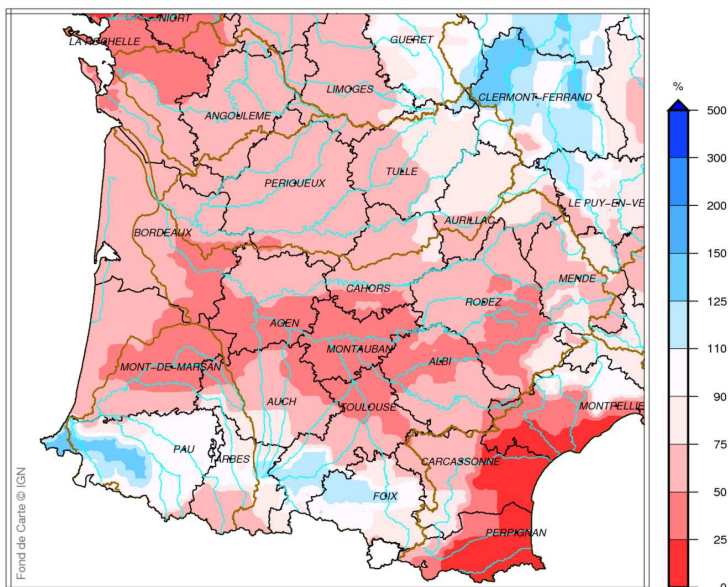 NIORT
LA ROCHELLE
GUERET
%
500
LIMOGES
CLERMONT-FERRAND
ANGOULEME
300
PERIGUEUX
TULLE
200
AURILLAC
LE PUY-EN-VE
BORDEAUX
125
MENDE
CAHORS
RODEZ
110
AGEN
MONTAUBAN
ALBI
90
MONT-DE-MARSAN
AUCH
TOULOUSE
MONTPELLIE
75
PAU
TARBES
CARCASSONNE
50
FOIX
PERPIGNAN
25
0
Fond de Carte © IGN